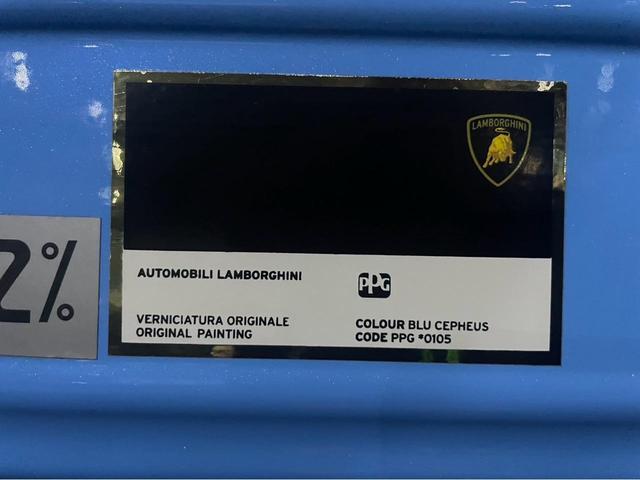 LAMBORGHINI
2%
AUTOMOBILI LAMBORGHINI
PPG
VERNICIATURA ORIGINALE
ORIGINAL PAINTING
COLOUR BLU CEPHEUS
CODE PPG *0105